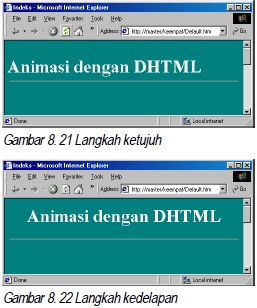 Indeks - Microsoft Internet Explorer
File Edit View Favorites Tools Help
Address http://master/keempat/Default.htm Go
Animasi dengan DHTML
Done Local intranet
Gambar 8. 21 Langkah ketujuh
Indeks - Microsoft Internet Explorer
File Edit View Favorites Tools Help
Address http://master/keempat/Default.htm Go
Animasi dengan DHTML
Done Local intranet
Gambar 8. 22 Langkah kedelapan